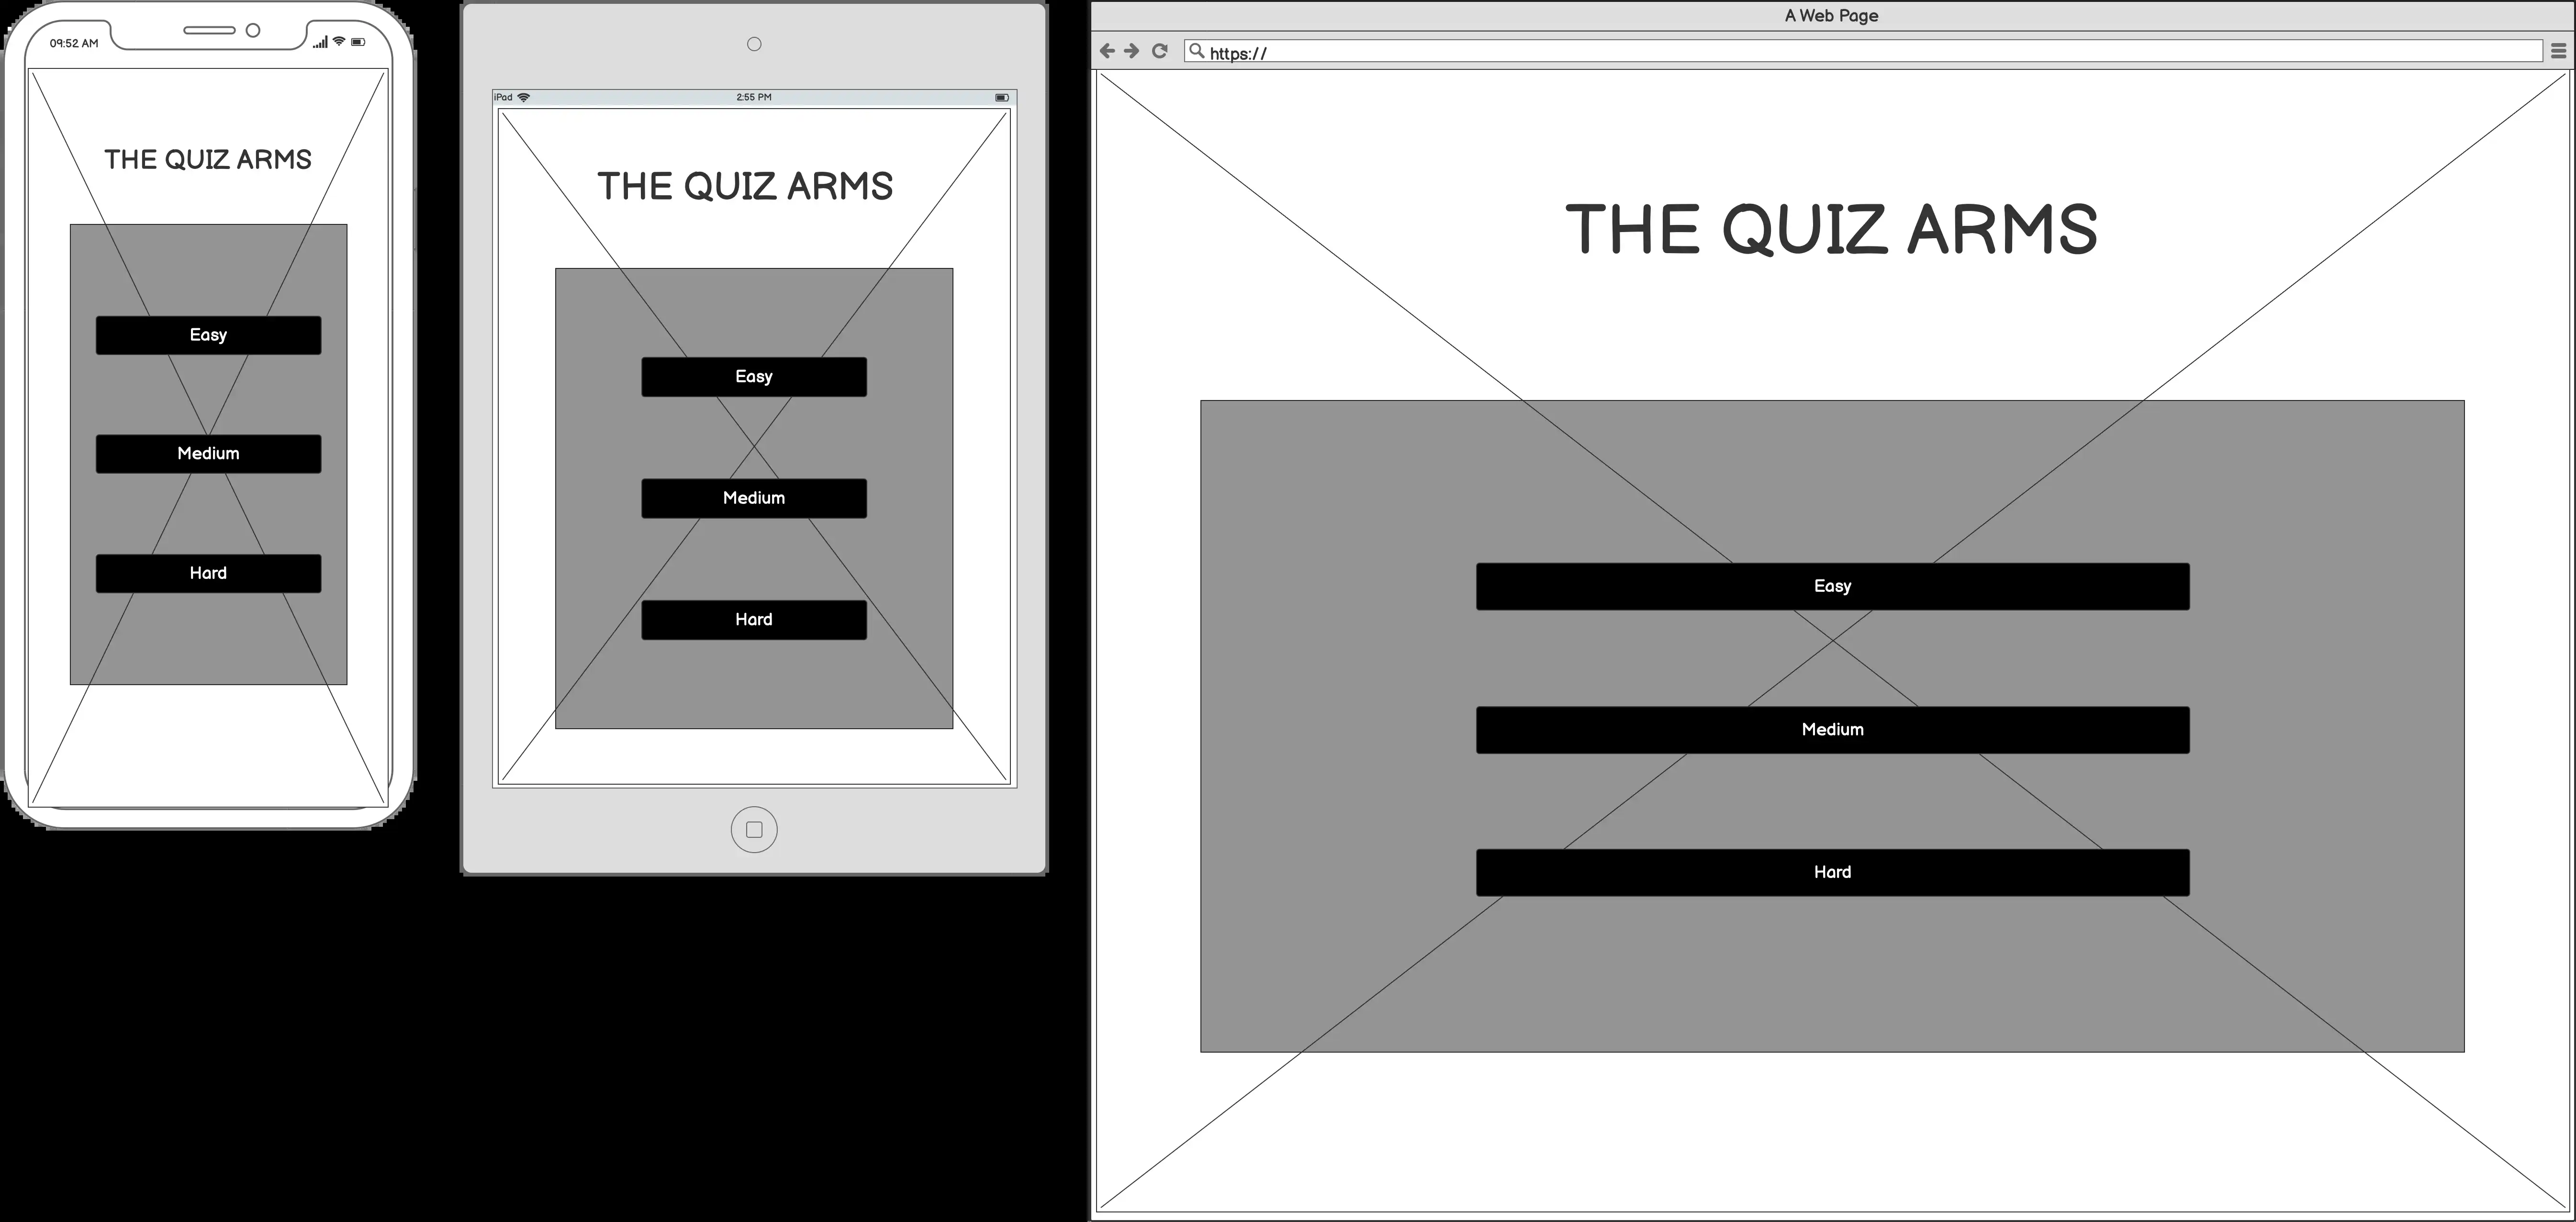 09:52 AM
THE QUIZ ARMS
Easy
Medium
Hard
iPad
2:55 PM
THE QUIZ ARMS
Easy
Medium
Hard
A Web Page
https://
THE QUIZ ARMS
Easy
Medium
Hard